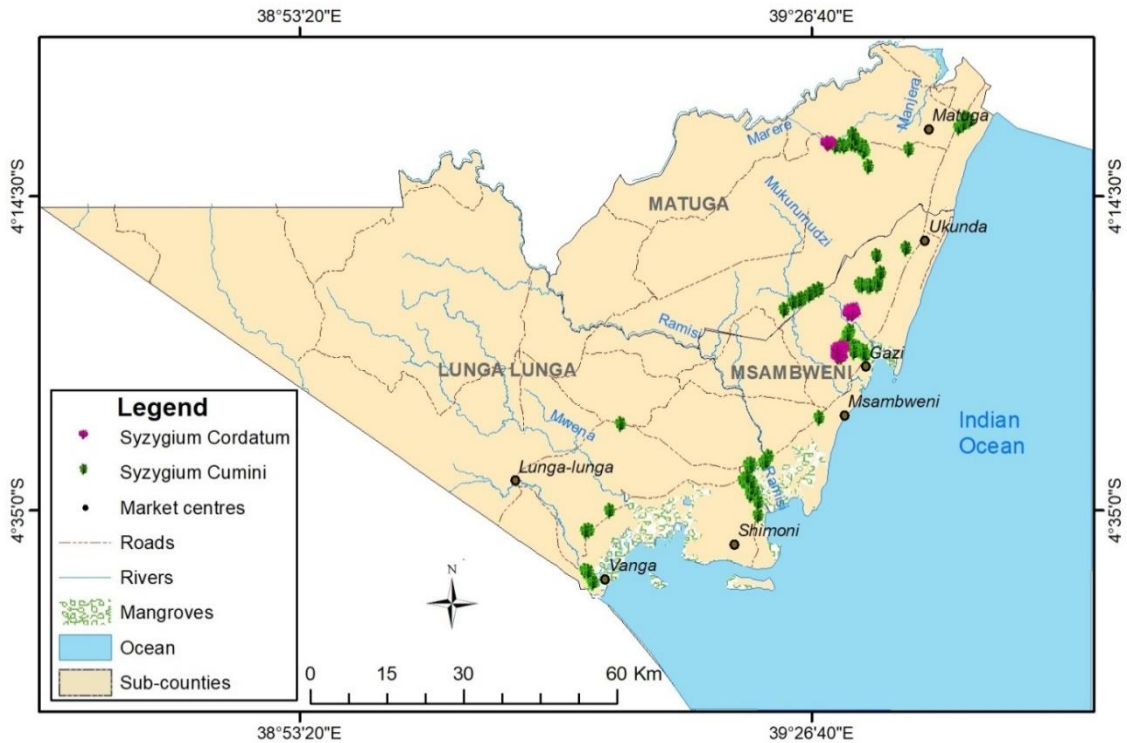 38°53'20"E
39°26'40"E
Manjera
Matuga
Marere
4°14'30"S
4°14'30"S
Mukurumudzi
MATUGA
Ukunda
Ramisi
LUNGA LUNGA
MSAMBWENI
Gazi
Msambweni
Indian
Ocean
Mwena
Lunga-lunga
Ramisi
4°35'0"S
4°35'0"S
Shimoni
Vanga
Legend
Syzygium Cordatum
Syzygium Cumini
Market centres
Roads
Rivers
Mangroves
Ocean
Sub-counties
N
0 15 30 60 Km
38°53'20"E
39°26'40"E